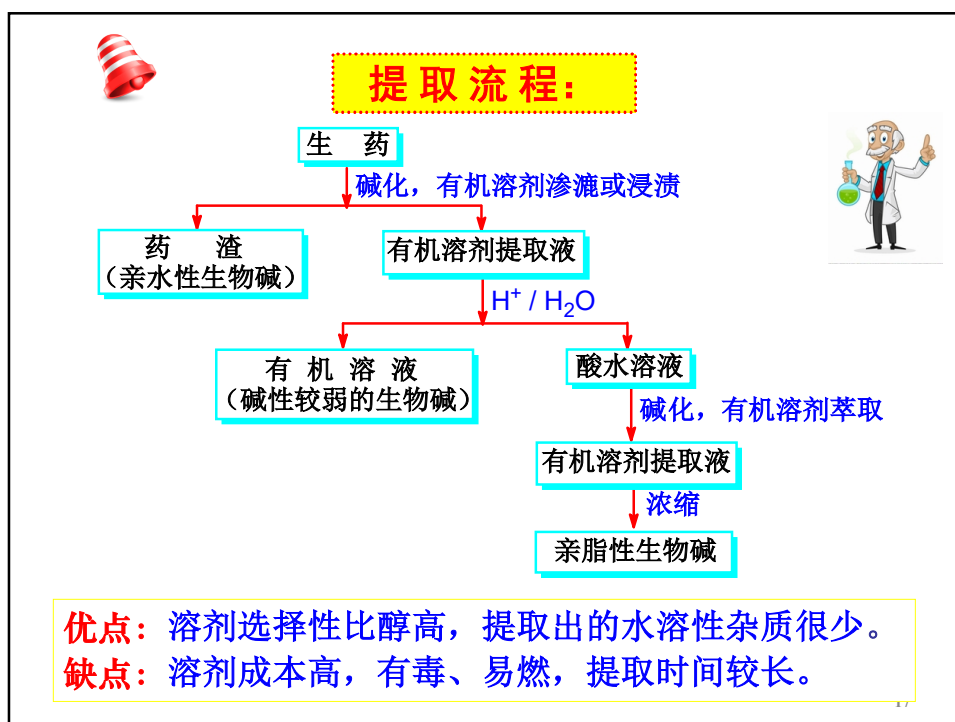 提取流程：
生 药
碱化，有机溶剂渗漉或浸渍
药 渣
（亲水性生物碱）
有机溶剂提取液
H⁺ / H₂O
有 机 溶 液
（碱性较弱的生物碱）
酸水溶液
碱化，有机溶剂萃取
有机溶剂提取液
浓缩
亲脂性生物碱
优点：溶剂选择性比醇高，提取出的水溶性杂质很少。
缺点：溶剂成本高，有毒、易燃，提取时间较长。
17